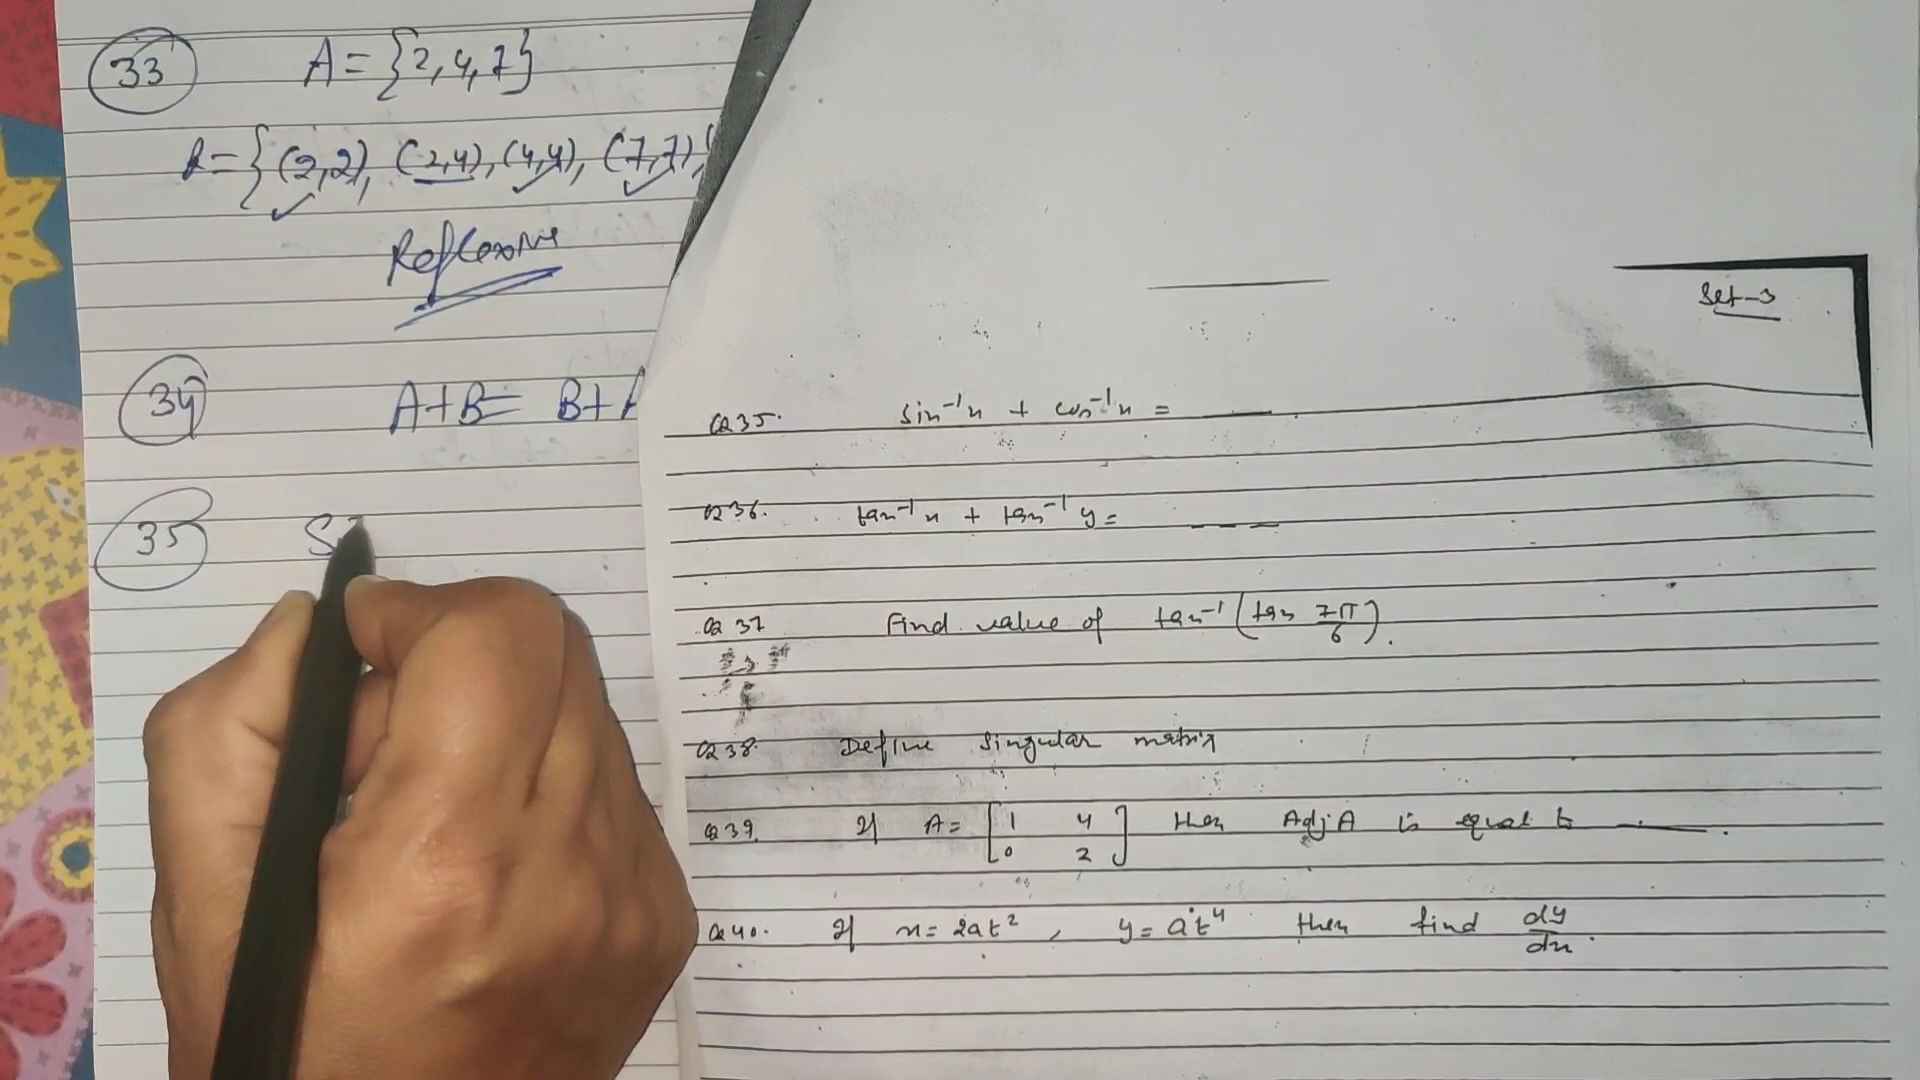 33 A = {2, 4, 7}
R = {(2,2), (2,4), (4,4), (7,7),
Reflexive
34 A+B = B+A
35 S
Set-3
Q35. sin⁻¹x + cos⁻¹x = ____
Q36. tan⁻¹x + tan⁻¹y = ____
Q37 Find value of tan⁻¹(tan 7π/6).
Q38. Define Singular matrix
Q39. If A = [1 4
0 2] then Adj A is equal to ____.
Q40. If x = 2at², y = at⁴ then find dy/dx.